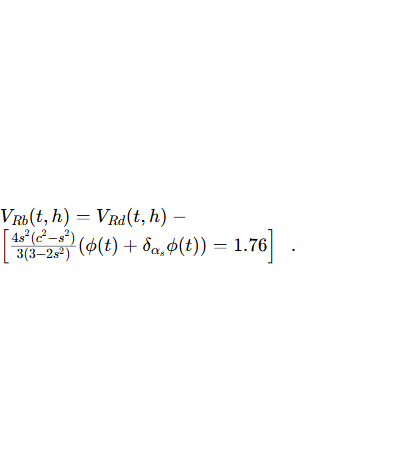 $V_{Rb}(t,h) = V_{Rd}(t,h) -$
$\left[ \frac{4s^2(c^2-s^2)}{3(3-2s^2)} (\phi(t) + \delta_{\alpha_s}\phi(t)) = 1.76 \right] \quad .$